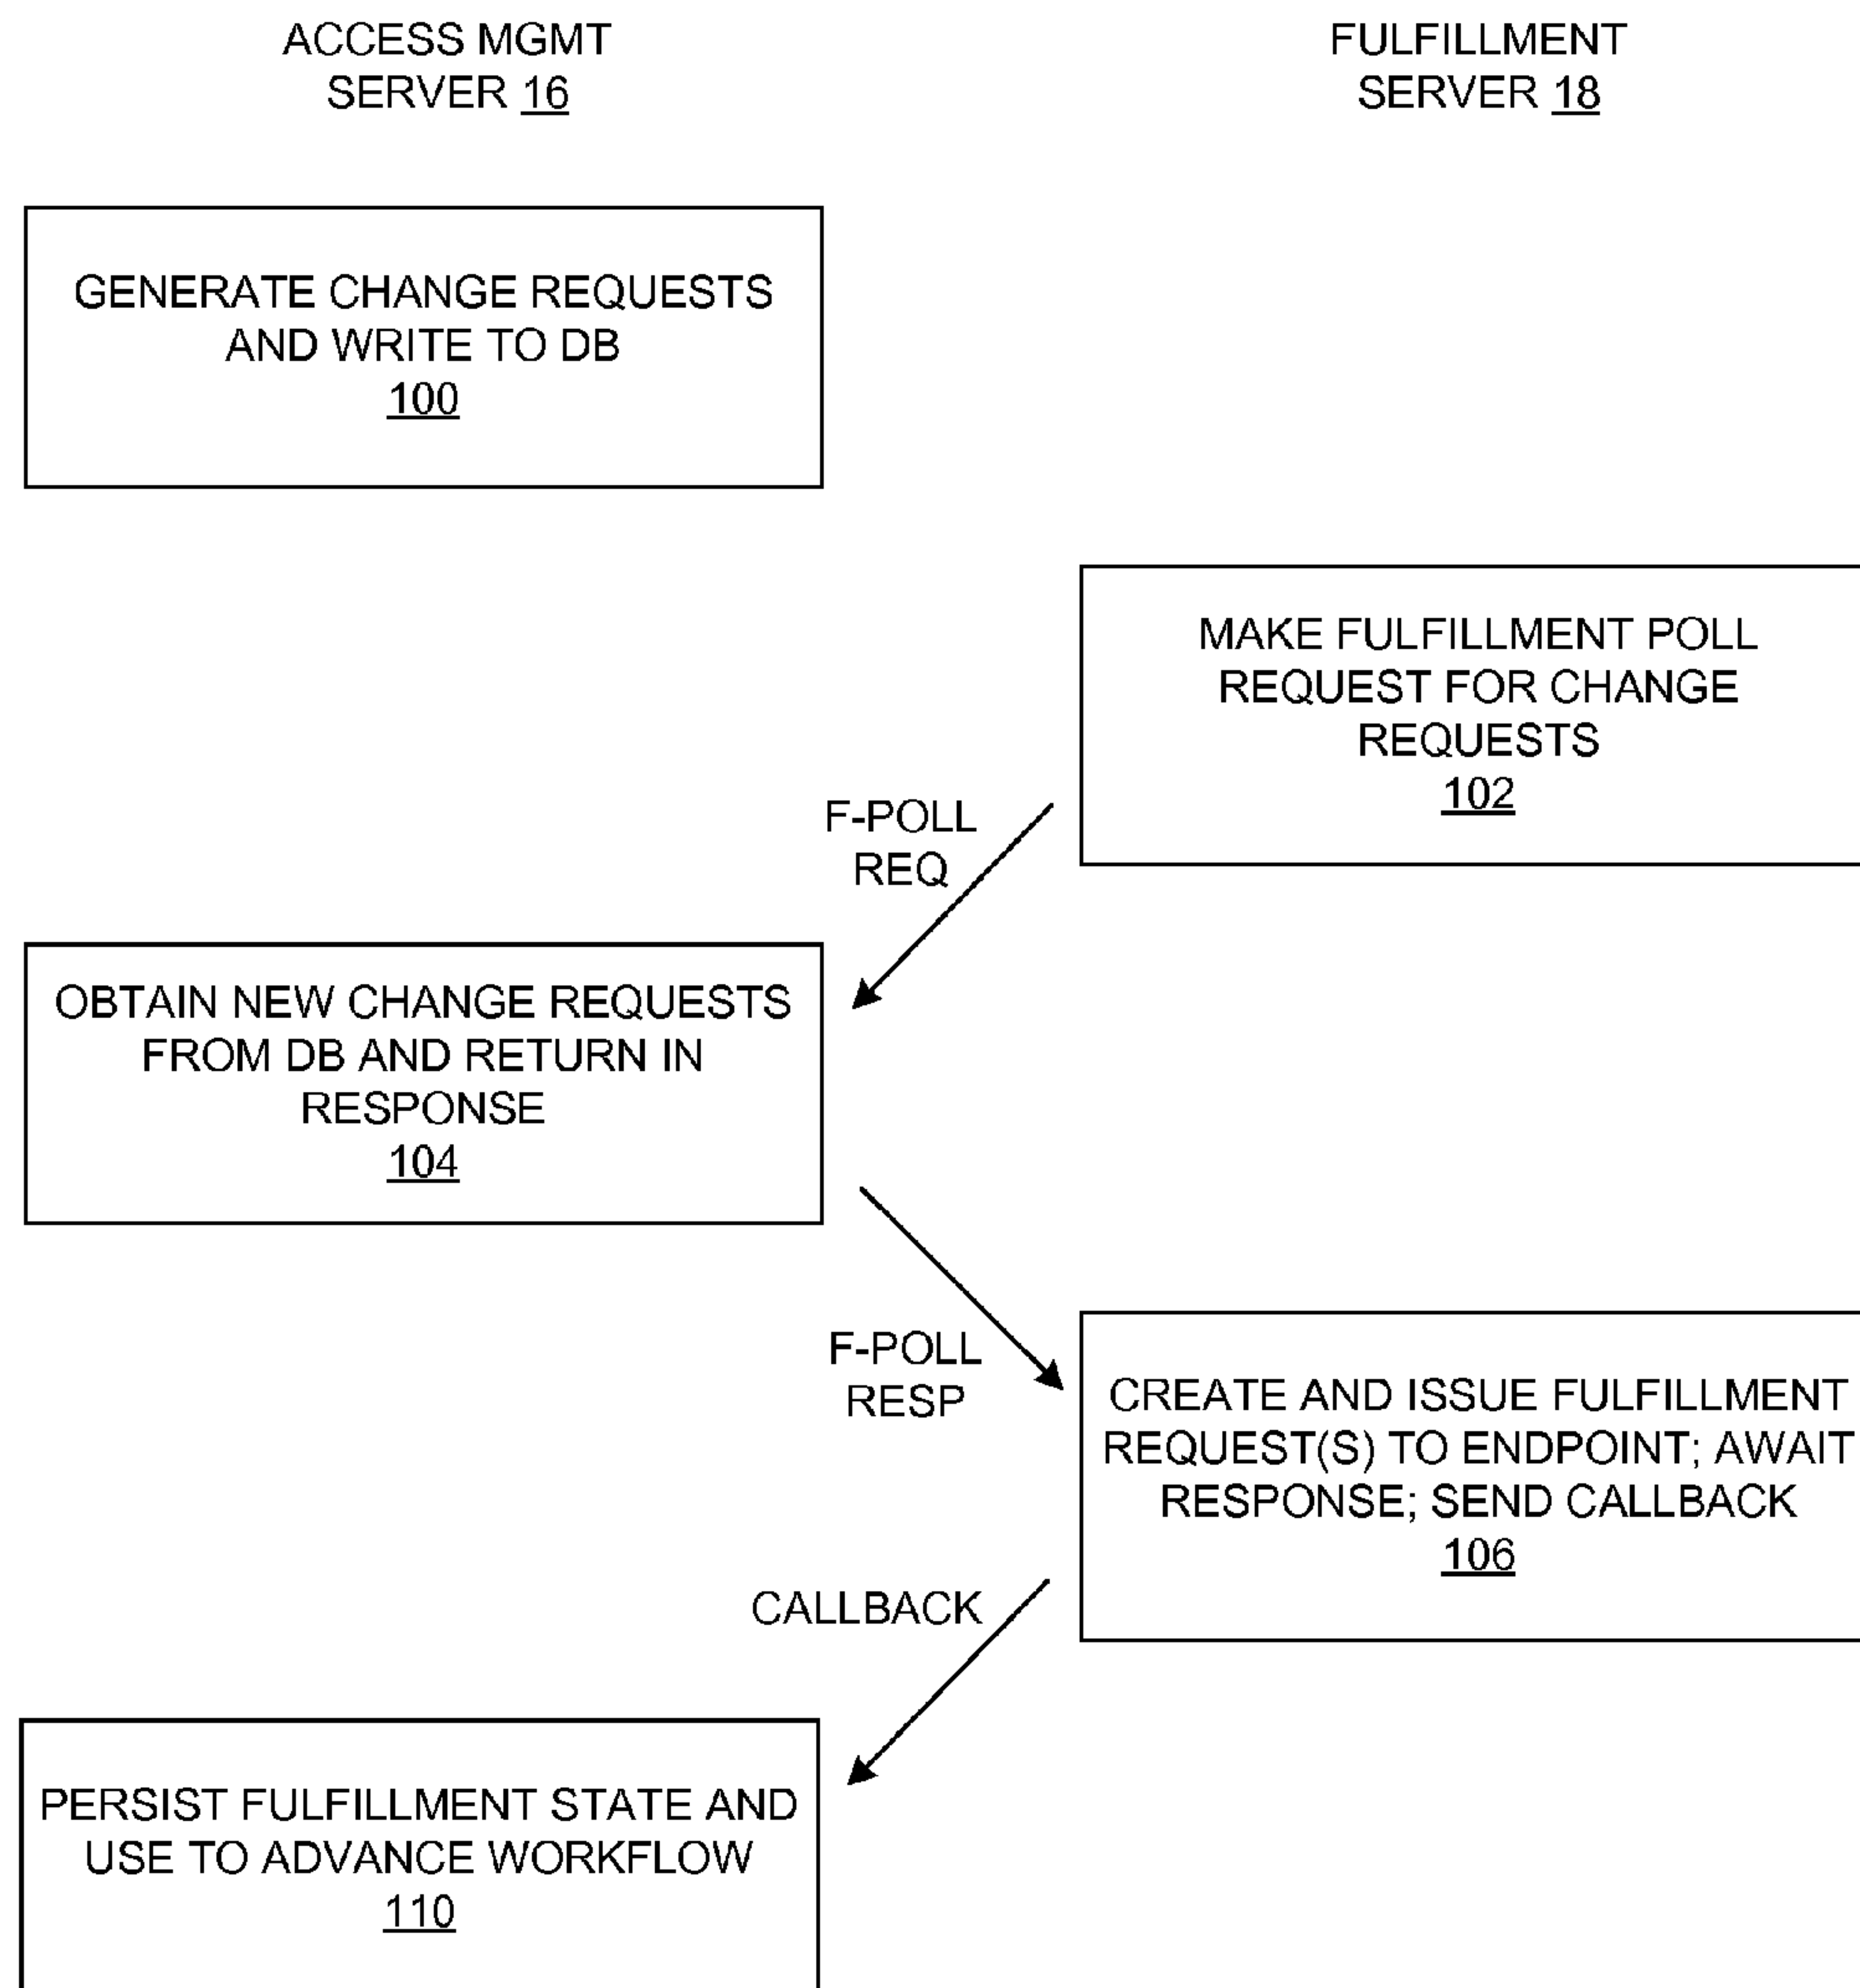 ACCESS MGMT
SERVER 16
FULFILLMENT
SERVER 18
GENERATE CHANGE REQUESTS
AND WRITE TO DB
100
MAKE FULFILLMENT POLL
REQUEST FOR CHANGE
REQUESTS
102
F-POLL
REQ
OBTAIN NEW CHANGE REQUESTS
FROM DB AND RETURN IN
RESPONSE
104
F-POLL
RESP
CREATE AND ISSUE FULFILLMENT
REQUEST(S) TO ENDPOINT; AWAIT
RESPONSE; SEND CALLBACK
106
CALLBACK
PERSIST FULFILLMENT STATE AND
USE TO ADVANCE WORKFLOW
110